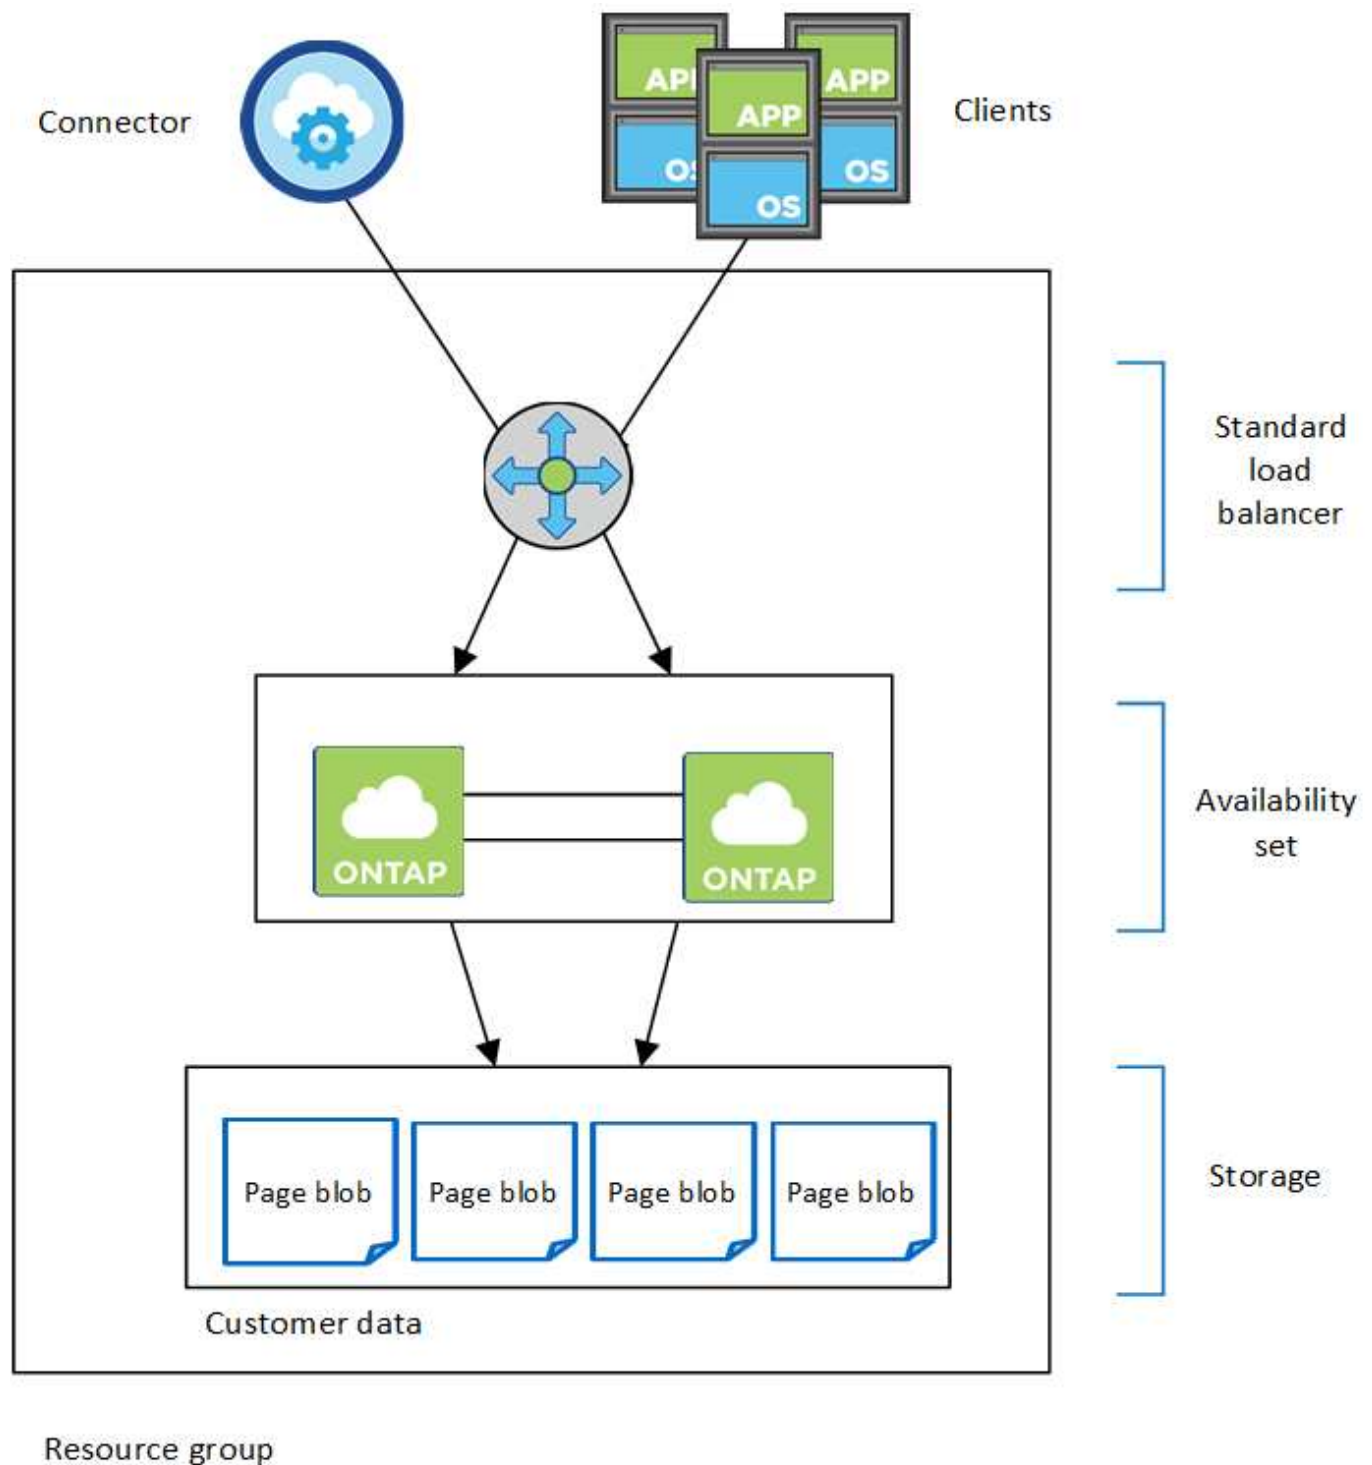 Connector
APP
APP
APP
OS
OS
OS
Clients
Standard
load
balancer
ONTAP
ONTAP
Availability
set
Page blob
Page blob
Page blob
Page blob
Storage
Customer data
Resource group